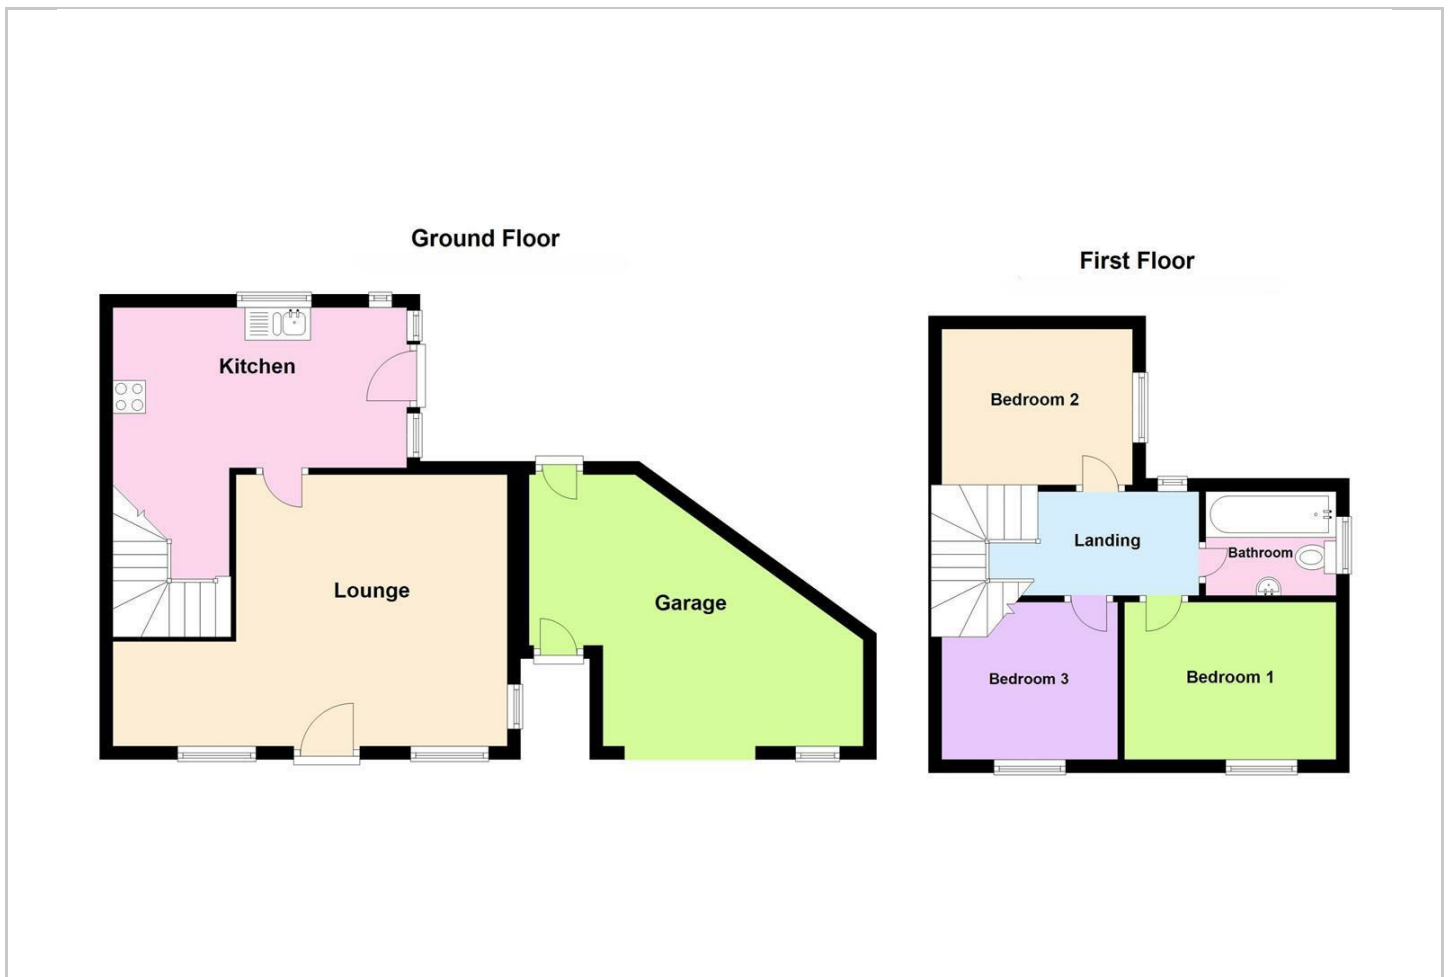 Ground Floor
Kitchen
Lounge
Garage
First Floor
Bedroom 2
Landing
Bathroom
Bedroom 3
Bedroom 1